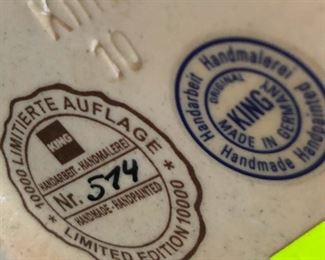 KING
10
10000 LIMITIERTE AUFLAGE
KING
HANDARBEIT - HANDMALEREI
Nr. 574
HANDMADE - HANDPAINTED
LIMITED EDITION 10000
Handarbeit Handmalerei
ORIGINAL
KING
MADE IN GERMANY
Handmade Handpainted